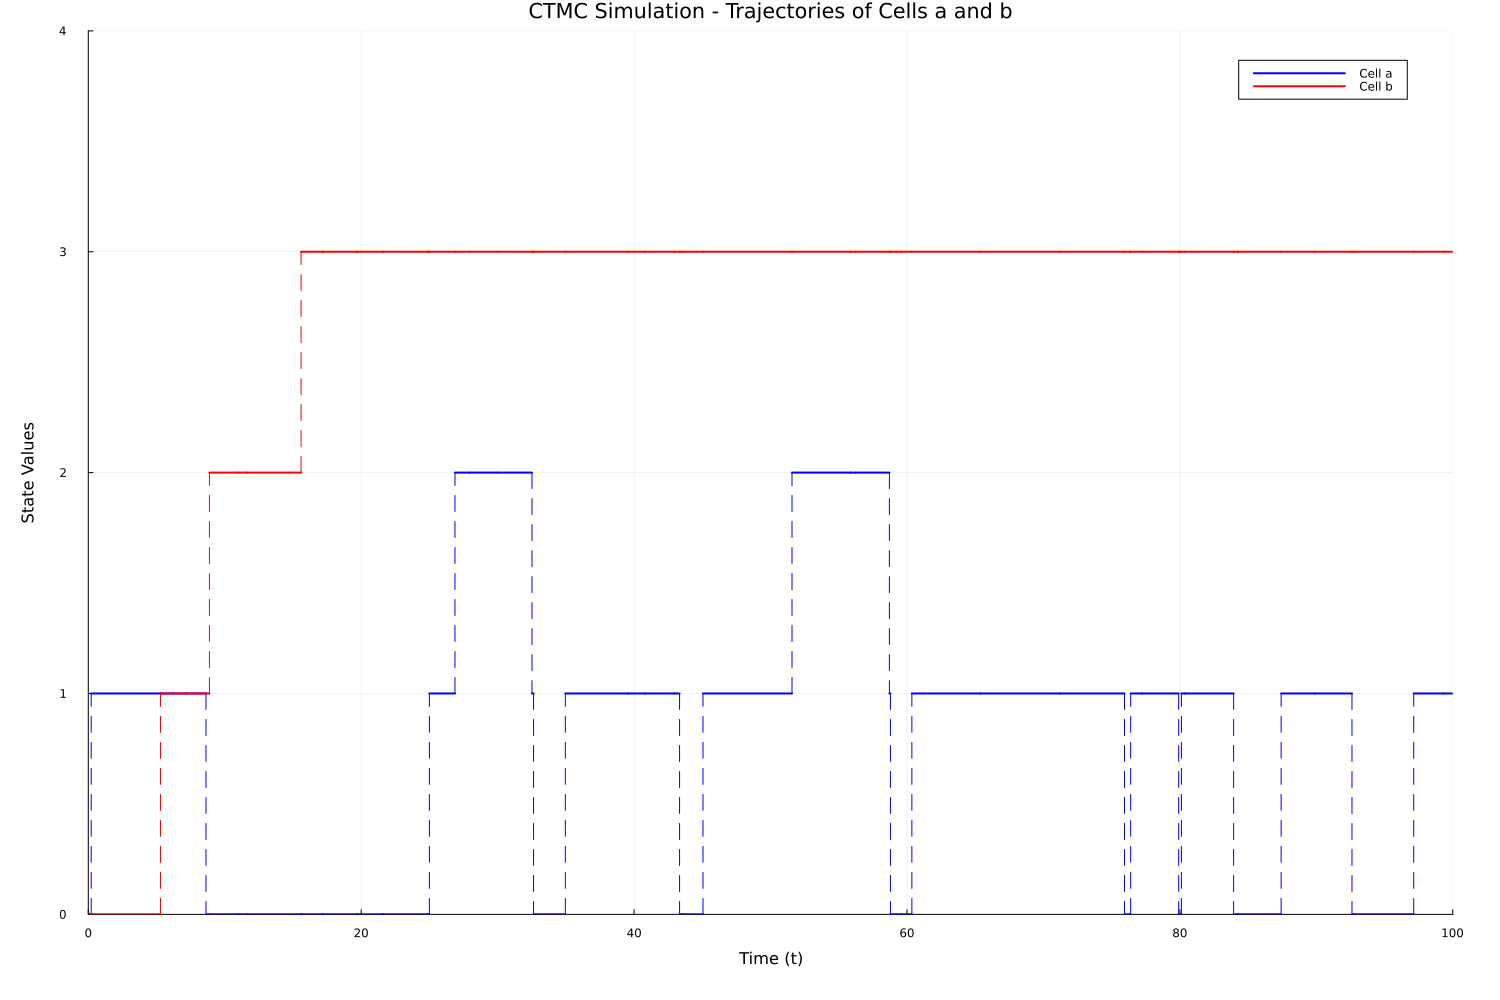 CTMC Simulation - Trajectories of Cells a and b
4
Cell a
Cell b
3
State Values
2
1
0
0 20 40 60 80 100
Time (t)